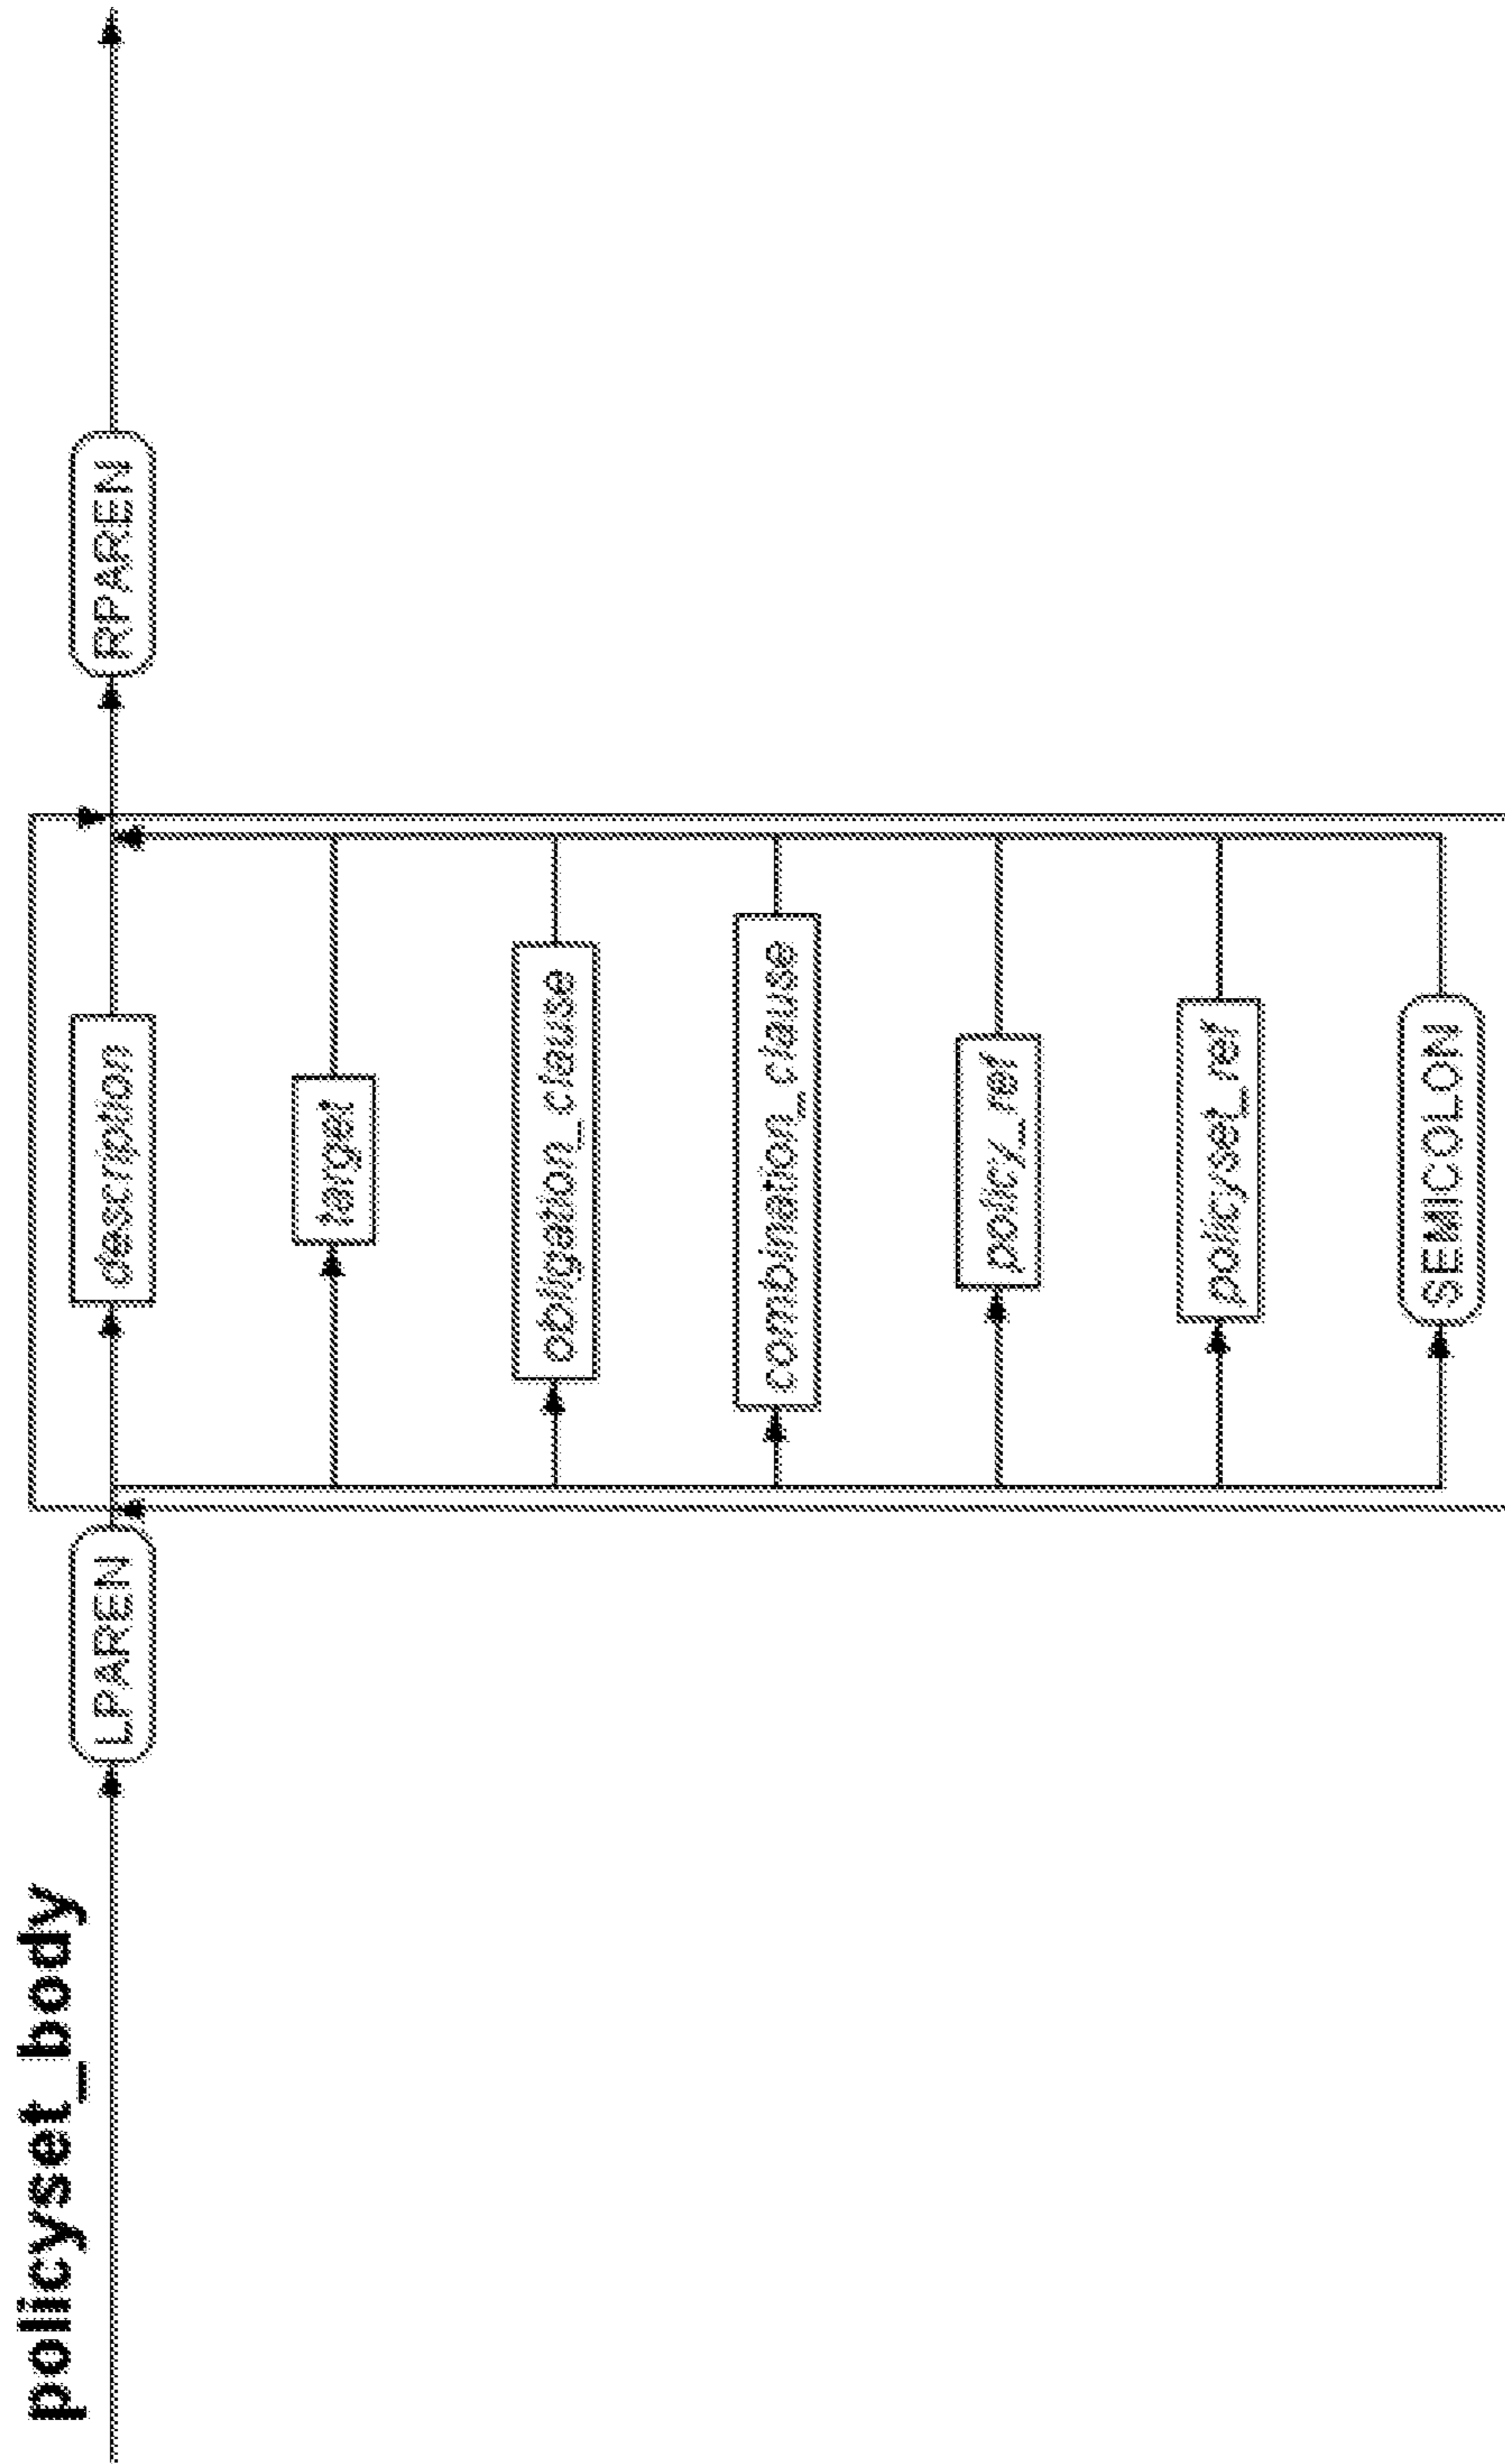 policyset_body
LPAREN
description
target
obligation_clause
combination_clause
policy_ref
policyset_ref
SEMICOLON
RPAREN